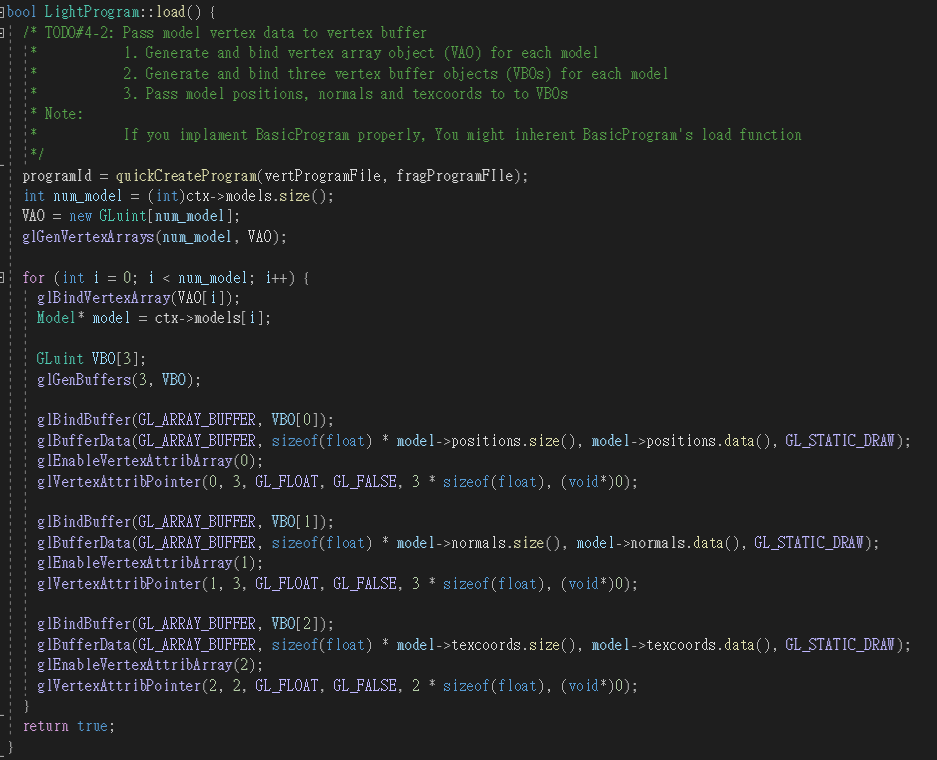 bool LightProgram::load() {
/* TODO#4-2: Pass model vertex data to vertex buffer
* 1. Generate and bind vertex array object (VAO) for each model
* 2. Generate and bind three vertex buffer objects (VBOs) for each model
* 3. Pass model positions, normals and texcoords to to VBOs
* Note:
* If you implament BasicProgram properly, You might inherent BasicProgram's load function
*/
programId = quickCreateProgram(vertProgramFile, fragProgramFIle);
int num_model = (int)ctx->models.size();
VAO = new GLuint[num_model];
glGenVertexArrays(num_model, VAO);
for (int i = 0; i < num_model; i++) {
glBindVertexArray(VAO[i]);
Model* model = ctx->models[i];
GLuint VBO[3];
glGenBuffers(3, VBO);
glBindBuffer(GL_ARRAY_BUFFER, VBO[0]);
glBufferData(GL_ARRAY_BUFFER, sizeof(float) * model->positions.size(), model->positions.data(), GL_STATIC_DRAW);
glEnableVertexAttribArray(0);
glVertexAttribPointer(0, 3, GL_FLOAT, GL_FALSE, 3 * sizeof(float), (void*)0);
glBindBuffer(GL_ARRAY_BUFFER, VBO[1]);
glBufferData(GL_ARRAY_BUFFER, sizeof(float) * model->normals.size(), model->normals.data(), GL_STATIC_DRAW);
glEnableVertexAttribArray(1);
glVertexAttribPointer(1, 3, GL_FLOAT, GL_FALSE, 3 * sizeof(float), (void*)0);
glBindBuffer(GL_ARRAY_BUFFER, VBO[2]);
glBufferData(GL_ARRAY_BUFFER, sizeof(float) * model->texcoords.size(), model->texcoords.data(), GL_STATIC_DRAW);
glEnableVertexAttribArray(2);
glVertexAttribPointer(2, 2, GL_FLOAT, GL_FALSE, 2 * sizeof(float), (void*)0);
}
return true;
}